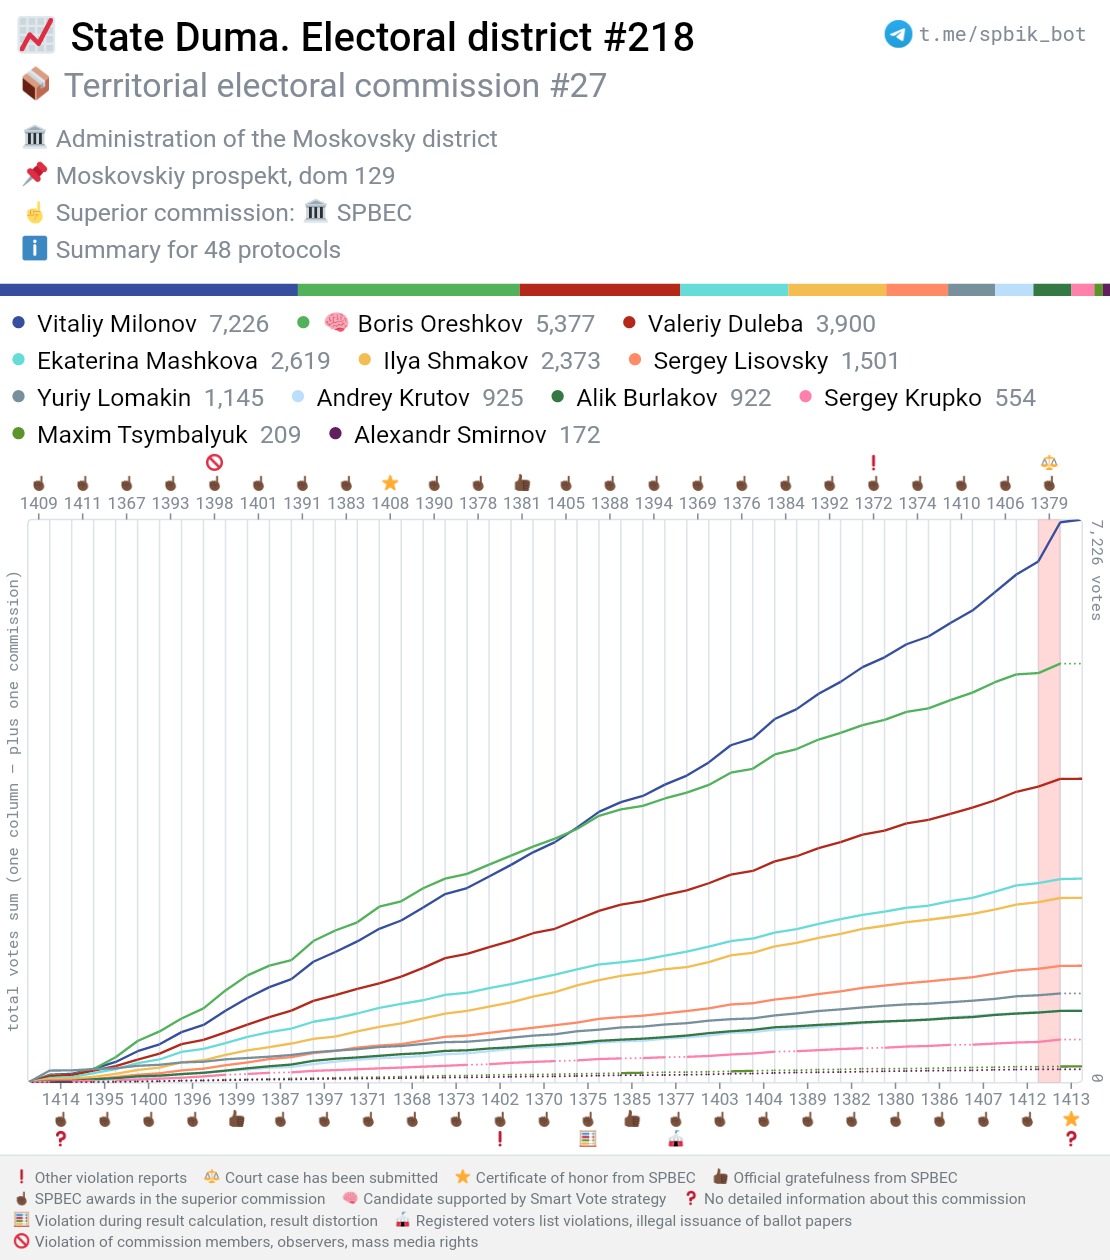 State Duma. Electoral district #218
t.me/spbik_bot
Territorial electoral commission #27
Administration of the Moskovsky district
Moskovskiy prospekt, dom 129
Superior commission: SPBEC
Summary for 48 protocols
Vitaliy Milonov 7,226 Boris Oreshkov 5,377 Valeriy Duleba 3,900
Ekaterina Mashkova 2,619 Ilya Shmakov 2,373 Sergey Lisovsky 1,501
Yuriy Lomakin 1,145 Andrey Krutov 925 Alik Burlakov 922 Sergey Krupko 554
Maxim Tsymbalyuk 209 Alexandr Smirnov 172
1409 1411 1367 1393 1398 1401 1391 1383 1408 1390 1378 1381 1405 1388 1394 1369 1376 1384 1392 1372 1374 1410 1406 1379
total votes sum (one column — plus one commission)
7,226 votes
0
1414 1395 1400 1396 1399 1387 1397 1371 1368 1373 1402 1370 1375 1385 1377 1403 1404 1389 1382 1380 1386 1407 1412 1413
Other violation reports Court case has been submitted Certificate of honor from SPBEC Official gratefulness from SPBEC
SPBEC awards in the superior commission Candidate supported by Smart Vote strategy No detailed information about this commission
Violation during result calculation, result distortion Registered voters list violations, illegal issuance of ballot papers
Violation of commission members, observers, mass media rights